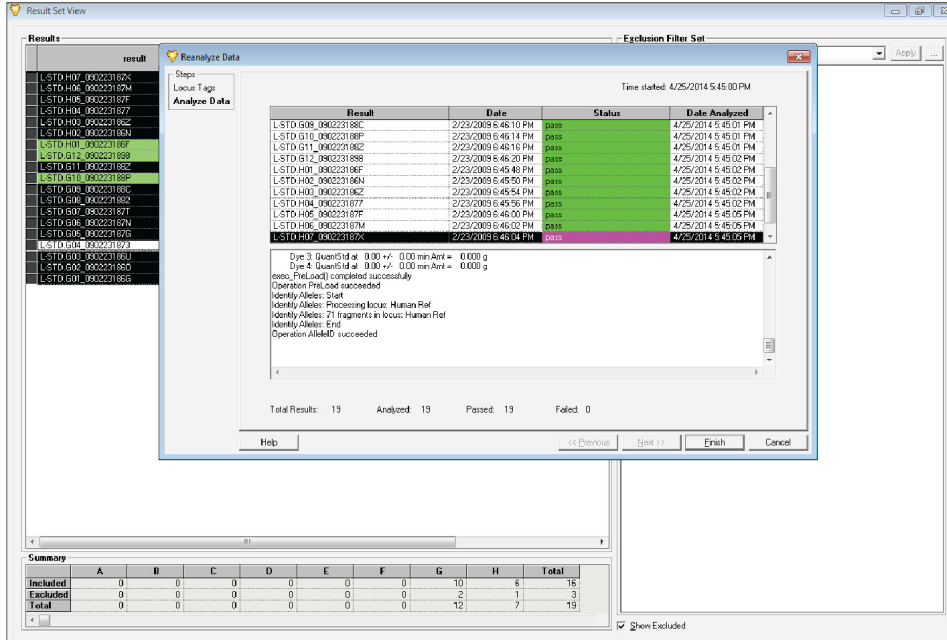 Result Set View
Results
Exclusion Filter Set
Apply ...
result
L-STD.H07_090223187X
L-STD.H06_090223187M
L-STD.H05_090223187F
L-STD.H04_0902231877
L-STD.H03_090223186Z
L-STD.H02_090223186N
L-STD.H01_090223186F
L-STD.G12_0902231898
L-STD.G11_090223188Z
L-STD.G10_090223188P
L-STD.G09_090223188C
L-STD.G08_0902231882
L-STD.G07_090223187T
L-STD.G06_090223187N
L-STD.G05_090223187G
L-STD.G04_0902231873
L-STD.G03_090223186U
L-STD.G02_090223186O
L-STD.G01_090223186G
Reanalyze Data
Steps
Locus Tags
Analyze Data
Time started: 4/25/2014 5:45:00 PM
Result Date Status Date Analyzed
L-STD.G09_090223188C 2/23/2009 6:46:10 PM pass 4/25/2014 5:45:01 PM
L-STD.G10_090223188P 2/23/2009 6:46:14 PM pass 4/25/2014 5:45:01 PM
L-STD.G11_090223188Z 2/23/2009 6:46:16 PM pass 4/25/2014 5:45:01 PM
L-STD.G12_0902231898 2/23/2009 6:46:20 PM pass 4/25/2014 5:45:02 PM
L-STD.H01_090223186F 2/23/2009 6:45:48 PM pass 4/25/2014 5:45:02 PM
L-STD.H02_090223186N 2/23/2009 6:45:50 PM pass 4/25/2014 5:45:02 PM
L-STD.H03_090223186Z 2/23/2009 6:45:54 PM pass 4/25/2014 5:45:02 PM
L-STD.H04_0902231877 2/23/2009 6:45:56 PM pass 4/25/2014 5:45:02 PM
L-STD.H05_090223187F 2/23/2009 6:46:00 PM pass 4/25/2014 5:45:05 PM
L-STD.H06_090223187M 2/23/2009 6:46:02 PM pass 4/25/2014 5:45:05 PM
L-STD.H07_090223187X 2/23/2009 6:46:04 PM pass 4/25/2014 5:45:05 PM
Dye 3: QuantStd at 0.00 +/- 0.00 min Amt = 0.000 g
Dye 4: QuantStd at 0.00 +/- 0.00 min Amt = 0.000 g
exec_PreLoad() completed successfully
Operation PreLoad succeeded
Identify Alleles: Start
Identify Alleles: Processing locus: Human Ref
Identify Alleles: 71 fragments in locus: Human Ref
Identify Alleles: End
Operation AlleleID succeeded
Total Results: 19 Analyzed: 19 Passed: 19 Failed: 0
Help << Previous Next >> Finish Cancel
Summary
A B C D E F G H Total
Included 0 0 0 0 0 0 10 6 16
Excluded 0 0 0 0 0 0 2 1 3
Total 0 0 0 0 0 0 12 7 19
Show Excluded